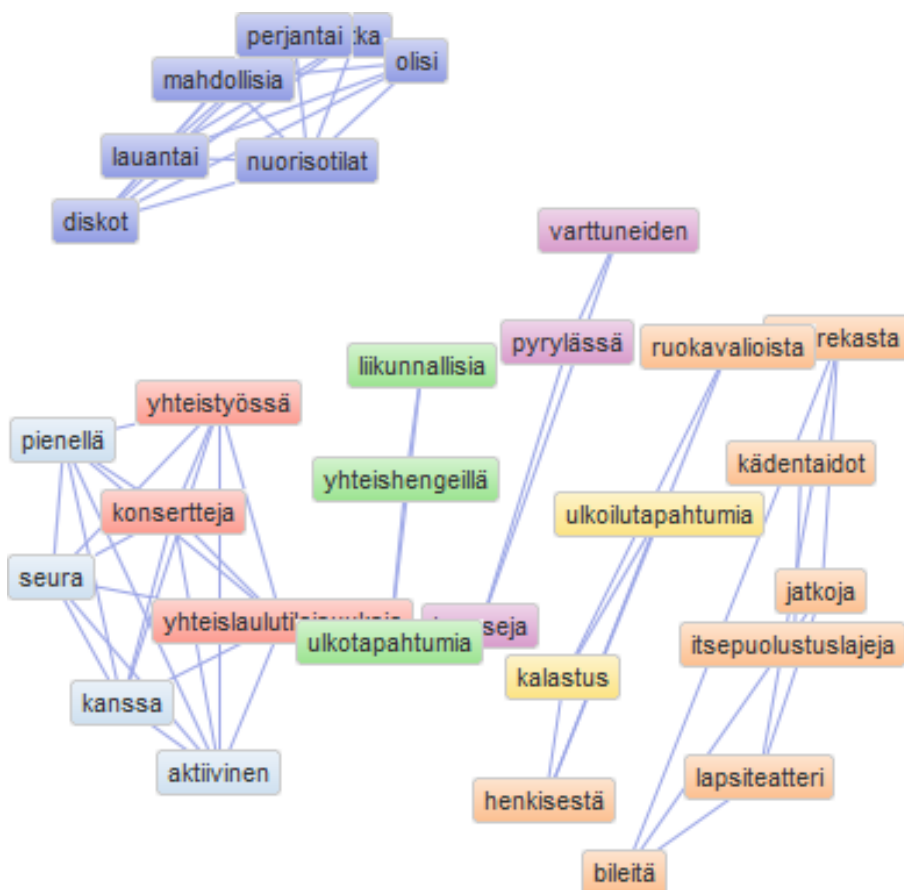 perjantai
olisi
mahdollisia
lauantai
nuorisotilat
diskot
varttuneiden
pyrylässä
ruokavalioista
liikunnallisia
yhteistyössä
pienellä
kädentaidot
yhteishengeillä
konsertteja
ulkoilutapahtumia
seura
jatkoja
ulkotapahtumia
itsepuolustuslajeja
kalastus
kanssa
aktiivinen
lapsiteatteri
henkisestä
bileitä